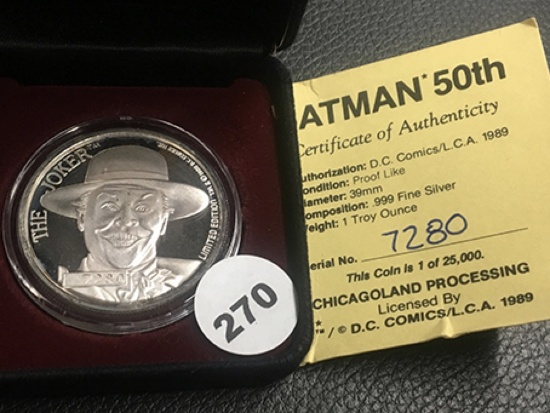 THE JOKER™
LIMITED EDITION
7280
270
ATMAN* 50th
Certificate of Authenticity
uthorization: D.C. Comics/L.C.A. 1989
ondition: Proof Like
iameter: 39mm
omposition: .999 Fine Silver
eight: 1 Troy Ounce
erial No. 7280
This Coin is 1 of 25,000.
CHICAGOLAND PROCESSING
Licensed By
/ © D.C. COMICS/L.C.A. 1989